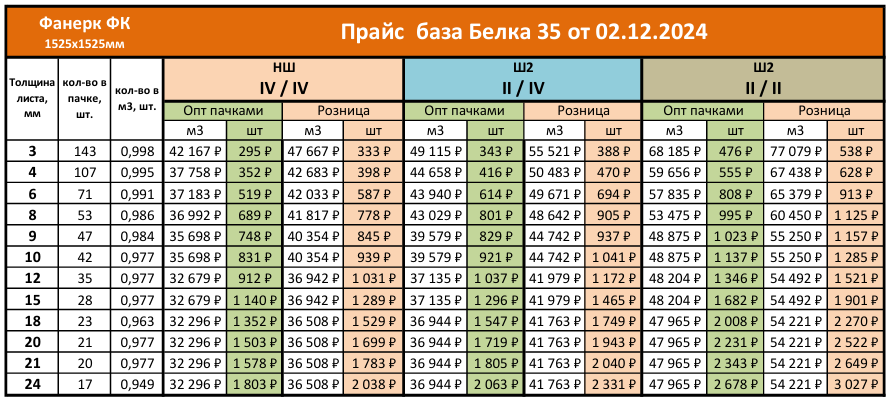 Фанерк ФК
1525х1525мм
Прайс база Белка 35 от 02.12.2024
Толщина листа, мм
кол-во в пачке, шт.
кол-во в м3, шт.
НШ
IV / IV
Ш2
II / IV
Ш2
II / II
Опт пачками Розница Опт пачками Розница Опт пачками Розница
м3 шт м3 шт м3 шт м3 шт м3 шт м3 шт
3 143 0,998 42 167 ₽ 295 ₽ 47 667 ₽ 333 ₽ 49 115 ₽ 343 ₽ 55 521 ₽ 388 ₽ 68 185 ₽ 476 ₽ 77 079 ₽ 538 ₽
4 107 0,995 37 758 ₽ 352 ₽ 42 683 ₽ 398 ₽ 44 658 ₽ 416 ₽ 50 483 ₽ 470 ₽ 59 656 ₽ 555 ₽ 67 438 ₽ 628 ₽
6 71 0,991 37 183 ₽ 519 ₽ 42 033 ₽ 587 ₽ 43 940 ₽ 614 ₽ 49 671 ₽ 694 ₽ 57 835 ₽ 808 ₽ 65 379 ₽ 913 ₽
8 53 0,986 36 992 ₽ 689 ₽ 41 817 ₽ 778 ₽ 43 029 ₽ 801 ₽ 48 642 ₽ 905 ₽ 53 475 ₽ 995 ₽ 60 450 ₽ 1 125 ₽
9 47 0,984 35 698 ₽ 748 ₽ 40 354 ₽ 845 ₽ 39 579 ₽ 829 ₽ 44 742 ₽ 937 ₽ 48 875 ₽ 1 023 ₽ 55 250 ₽ 1 157 ₽
10 42 0,977 35 698 ₽ 831 ₽ 40 354 ₽ 939 ₽ 39 579 ₽ 921 ₽ 44 742 ₽ 1 041 ₽ 48 875 ₽ 1 137 ₽ 55 250 ₽ 1 285 ₽
12 35 0,977 32 679 ₽ 912 ₽ 36 942 ₽ 1 031 ₽ 37 135 ₽ 1 037 ₽ 41 979 ₽ 1 172 ₽ 48 204 ₽ 1 346 ₽ 54 492 ₽ 1 521 ₽
15 28 0,977 32 679 ₽ 1 140 ₽ 36 942 ₽ 1 289 ₽ 37 135 ₽ 1 296 ₽ 41 979 ₽ 1 465 ₽ 48 204 ₽ 1 682 ₽ 54 492 ₽ 1 901 ₽
18 23 0,963 32 296 ₽ 1 352 ₽ 36 508 ₽ 1 529 ₽ 36 944 ₽ 1 547 ₽ 41 763 ₽ 1 749 ₽ 47 965 ₽ 2 008 ₽ 54 221 ₽ 2 270 ₽
20 21 0,977 32 296 ₽ 1 503 ₽ 36 508 ₽ 1 699 ₽ 36 944 ₽ 1 719 ₽ 41 763 ₽ 1 943 ₽ 47 965 ₽ 2 231 ₽ 54 221 ₽ 2 522 ₽
21 20 0,977 32 296 ₽ 1 578 ₽ 36 508 ₽ 1 783 ₽ 36 944 ₽ 1 805 ₽ 41 763 ₽ 2 040 ₽ 47 965 ₽ 2 343 ₽ 54 221 ₽ 2 649 ₽
24 17 0,949 32 296 ₽ 1 803 ₽ 36 508 ₽ 2 038 ₽ 36 944 ₽ 2 063 ₽ 41 763 ₽ 2 331 ₽ 47 965 ₽ 2 678 ₽ 54 221 ₽ 3 027 ₽